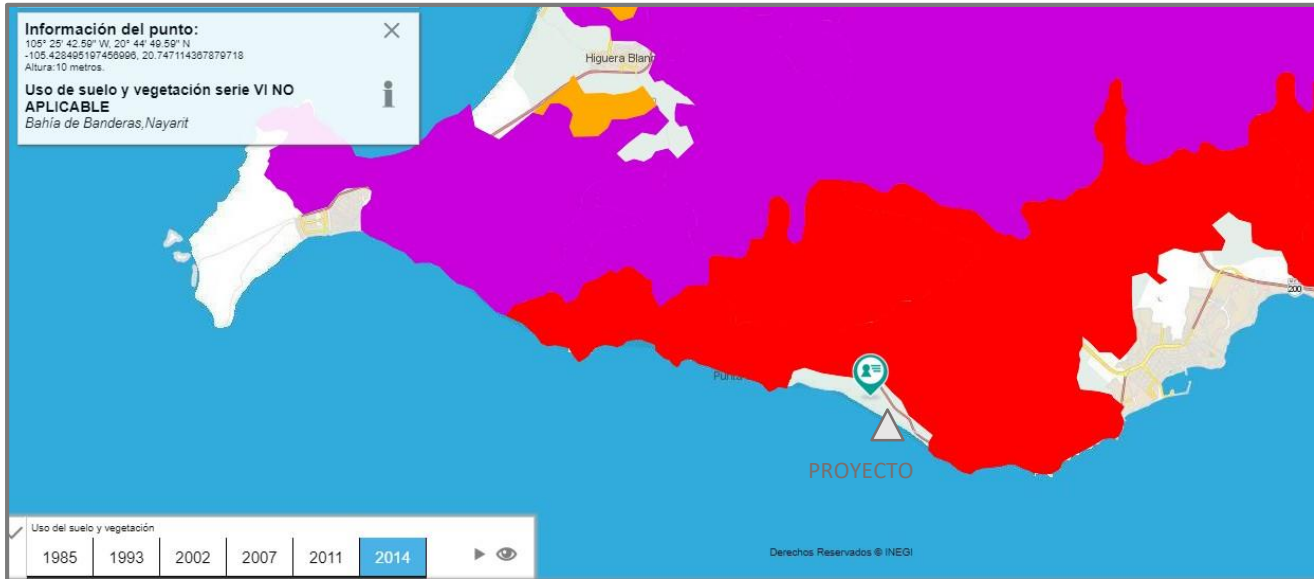 Información del punto:
105° 25' 42.59" W, 20° 44' 49.59" N
-105.428495197456996, 20.747114367879718
Altura:10 metros.
Uso de suelo y vegetación serie VI NO
APLICABLE
Bahía de Banderas,Nayarit
Higuera Blanc
200
Punta
PROYECTO
Uso del suelo y vegetación
1985 1993 2002 2007 2011 2014
Derechos Reservados © INEGI